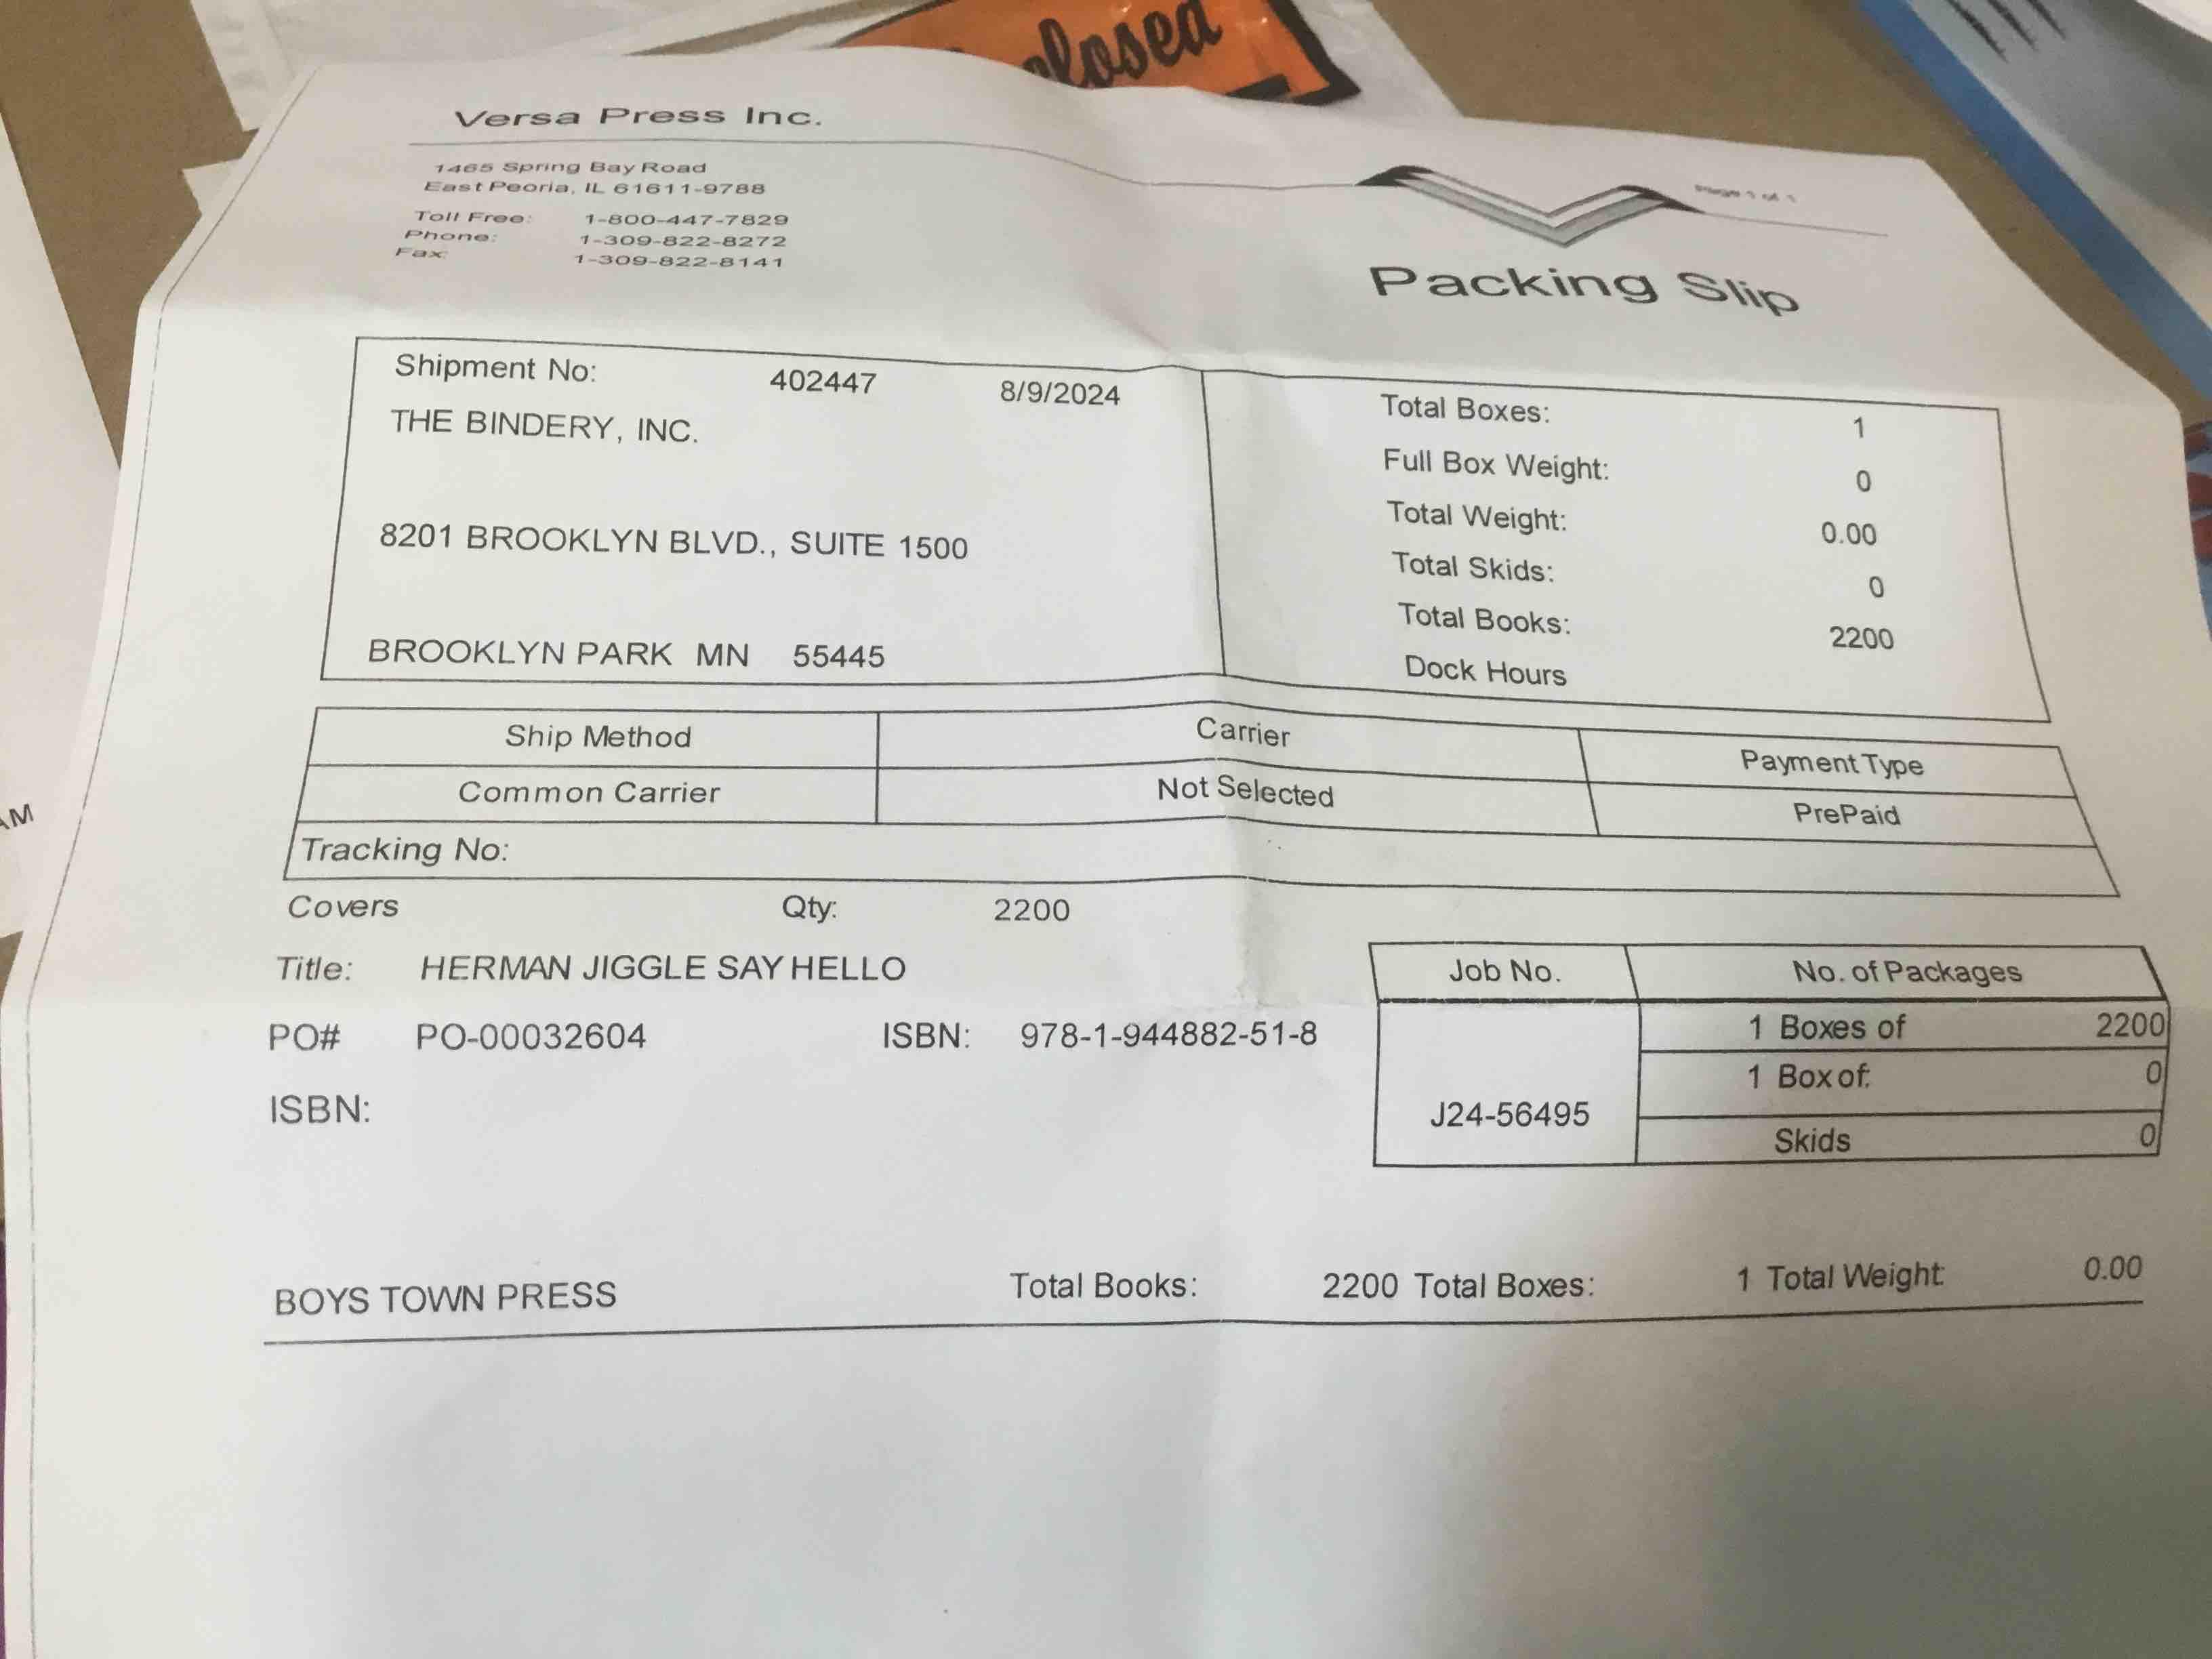 closed
Versa Press Inc.
1465 Spring Bay Road
East Peoria, IL 61611-9788
Toll Free: 1-800-447-7829
Phone: 1-309-822-8272
Fax: 1-309-822-8141
Page 1 of 1
Packing Slip
Shipment No: 402447 8/9/2024
THE BINDERY, INC.
8201 BROOKLYN BLVD., SUITE 1500
BROOKLYN PARK MN 55445
Total Boxes: 1
Full Box Weight: 0
Total Weight: 0.00
Total Skids: 0
Total Books: 2200
Dock Hours
Ship Method Carrier Payment Type
Common Carrier Not Selected PrePaid
Tracking No:
AM
Covers Qty: 2200
Title: HERMAN JIGGLE SAY HELLO
PO# PO-00032604 ISBN: 978-1-944882-51-8
ISBN:
Job No. No. of Packages
1 Boxes of 2200
1 Box of: 0
J24-56495
Skids 0
BOYS TOWN PRESS Total Books: 2200 Total Boxes: 1 Total Weight: 0.00